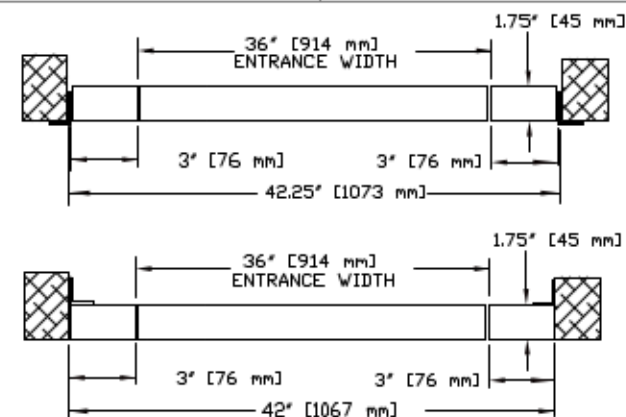 1.75" [45 mm]
36" [914 mm]
ENTRANCE WIDTH
3" [76 mm]
3" [76 mm]
42.25" [1073 mm]
1.75" [45 mm]
36" [914 mm]
ENTRANCE WIDTH
3" [76 mm]
3" [76 mm]
42" [1067 mm]